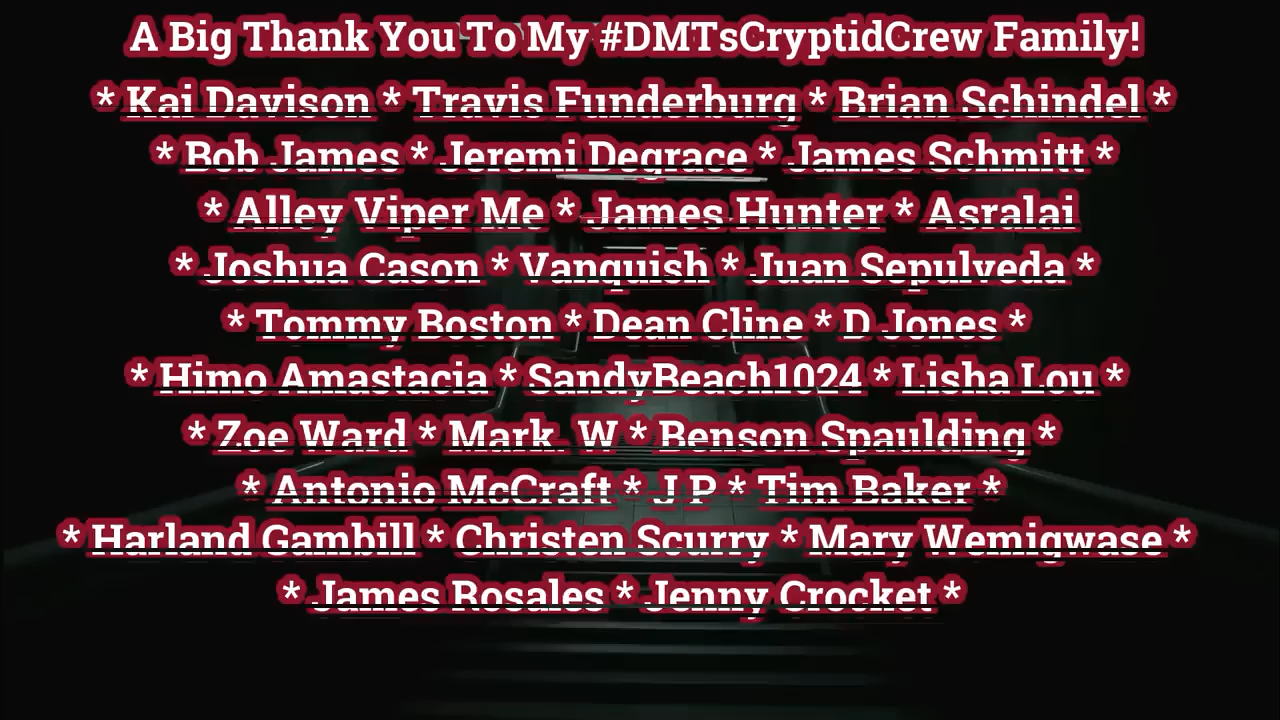 A Big Thank You To My #DMTsCryptidCrew Family!
* Kai Davison * Travis Funderburg * Brian Schindel *
* Bob James * Jeremi Degrace * James Schmitt *
* Alley Viper Me * James Hunter * Asralai
* Joshua Cason * Vanquish * Juan Sepulveda *
* Tommy Boston * Dean Cline * D Jones *
* Himo Amastacia * SandyBeach1024 * Lisha Lou *
* Zoe Ward * Mark. W * Benson Spaulding *
* Antonio McCraft * J P * Tim Baker *
* Harland Gambill * Christen Scurry * Mary Wemigwase *
* James Rosales * Jenny Crocket *